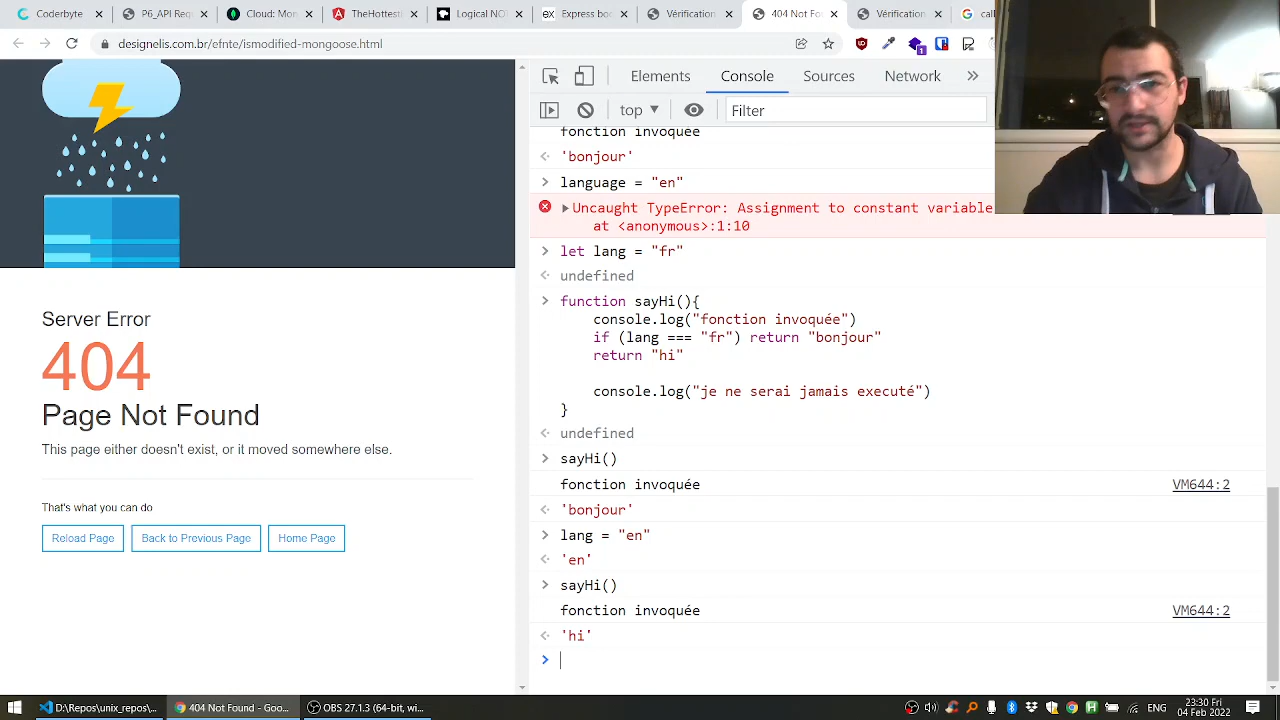 Coderbyte
P6_API Req
Cloud: Mon
TheHottest
Logical NOT
Express bod
Vérification
404 Not Fou
Vérification
designelis.com.br/efnte/ismodified-mongoose.html
1
Server Error
404
Page Not Found
This page either doesn't exist, or it moved somewhere else.
That's what you can do
Reload Page
Back to Previous Page
Home Page
Elements
Console
Sources
Network
»
top ▼
Filter
fonction invoquée
'bonjour'
language = "en"
Uncaught TypeError: Assignment to constant variable
at <anonymous>:1:10
let lang = "fr"
undefined
function sayHi(){
console.log("fonction invoquée")
if (lang === "fr") return "bonjour"
return "hi"
console.log("je ne serai jamais executé")
}
undefined
sayHi()
fonction invoquée VM644:2
'bonjour'
lang = "en"
'en'
sayHi()
fonction invoquée VM644:2
'hi'
D:\Repos\unix_repos/...
404 Not Found - Goo...
OBS 27.1.3 (64-bit, wi...
ENG
23:30 Fri
04 Feb 2022